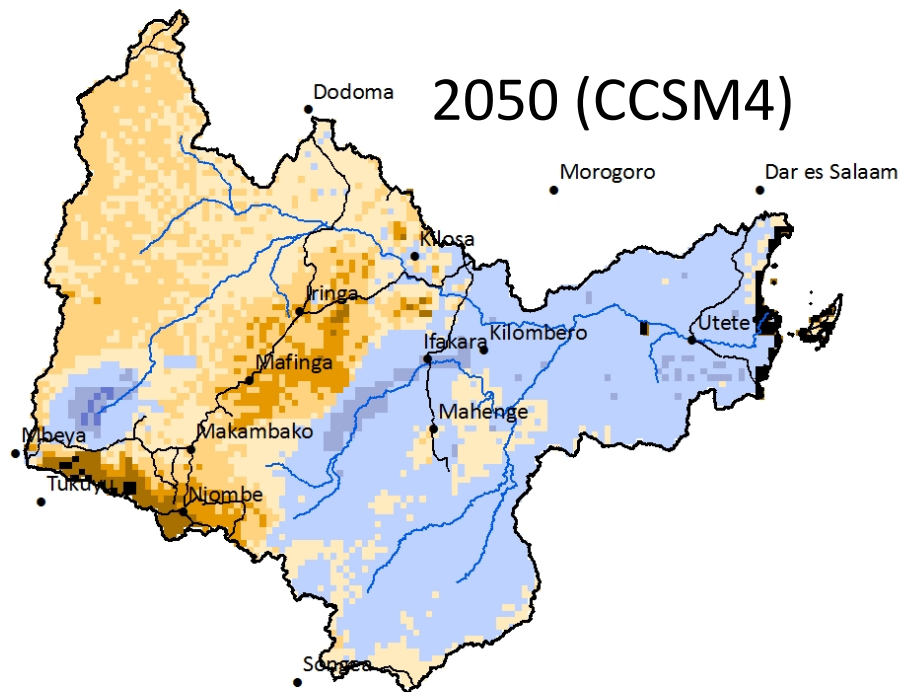 2050 (CCSM4)
Dodoma
Morogoro
Dar es Salaam
Kilosa
Iringa
Utete
Kilombero
Ifakara
Mafinga
Mahenge
Makambako
Mbeya
Tukuyu
Njombe
Songea